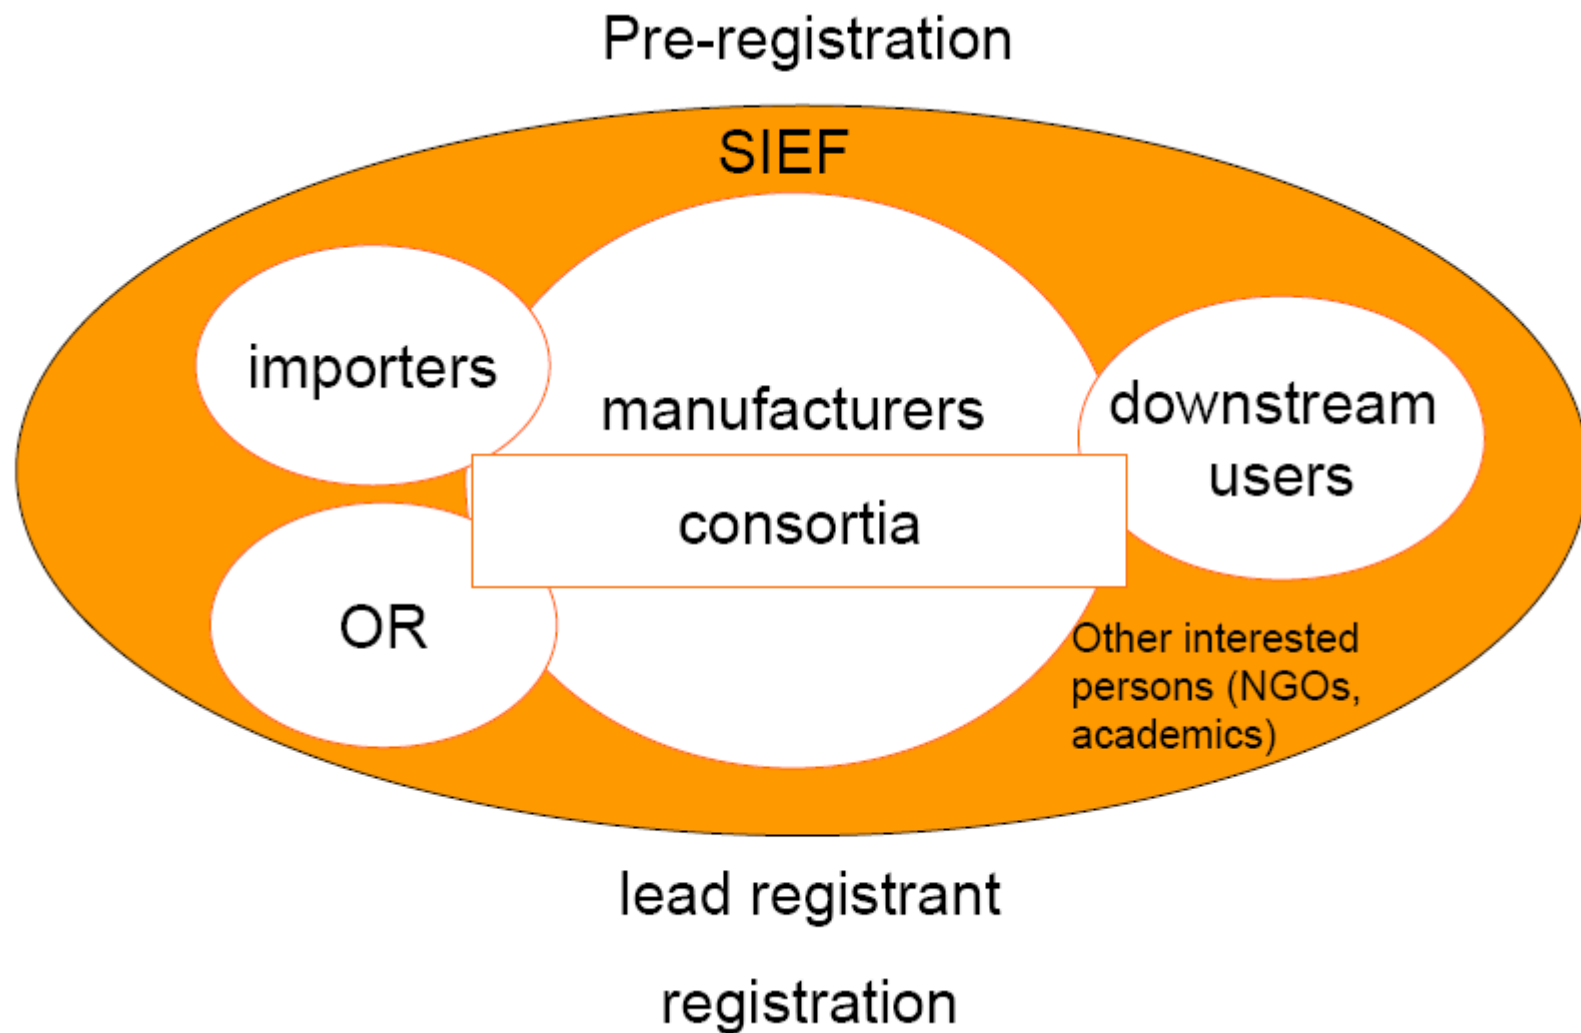 Pre-registration
SIEF
importers
manufacturers
downstream
users
consortia
OR
Other interested
persons (NGOs,
academics)
lead registrant
registration